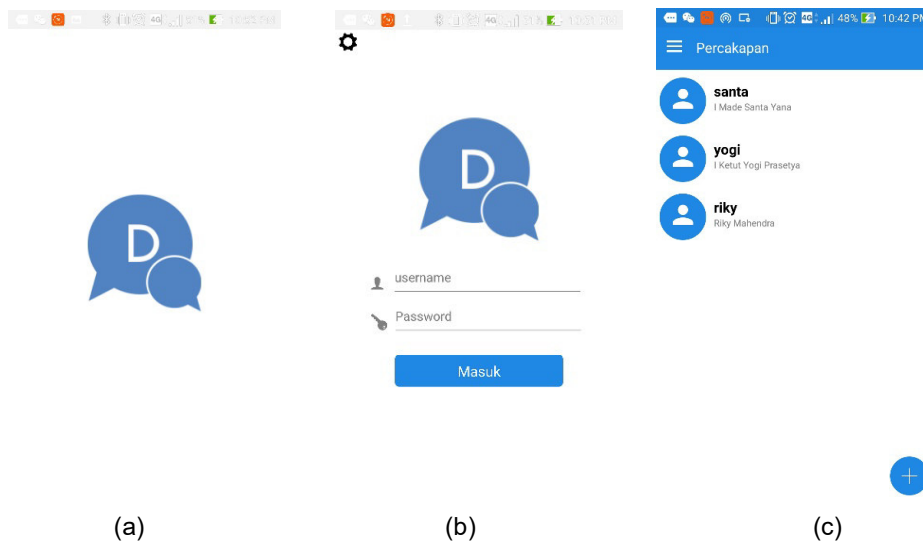 48% 10:42 PM
Percakapan
santa
I Made Santa Yana
yogi
I Ketut Yogi Prasetya
riky
Riky Mahendra
D
D
username
Password
Masuk
(a) (b) (c)